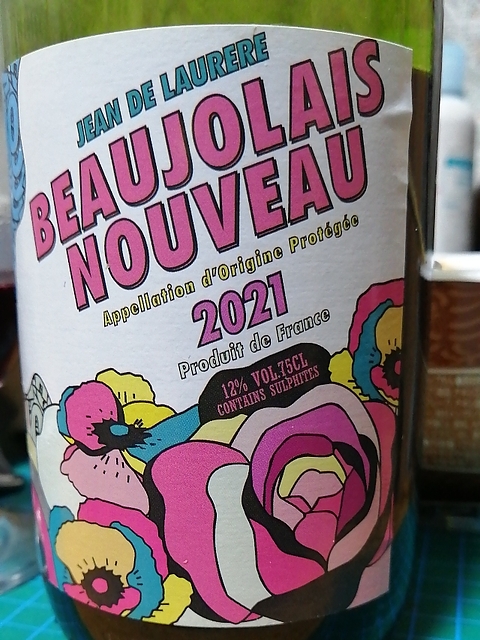 JEAN DE LAURERE
BEAUJOLAIS
NOUVEAU
Appellation d'Origine Protégée
2021
Produit de France
12% VOL.75CL
CONTAINS SULPHITES